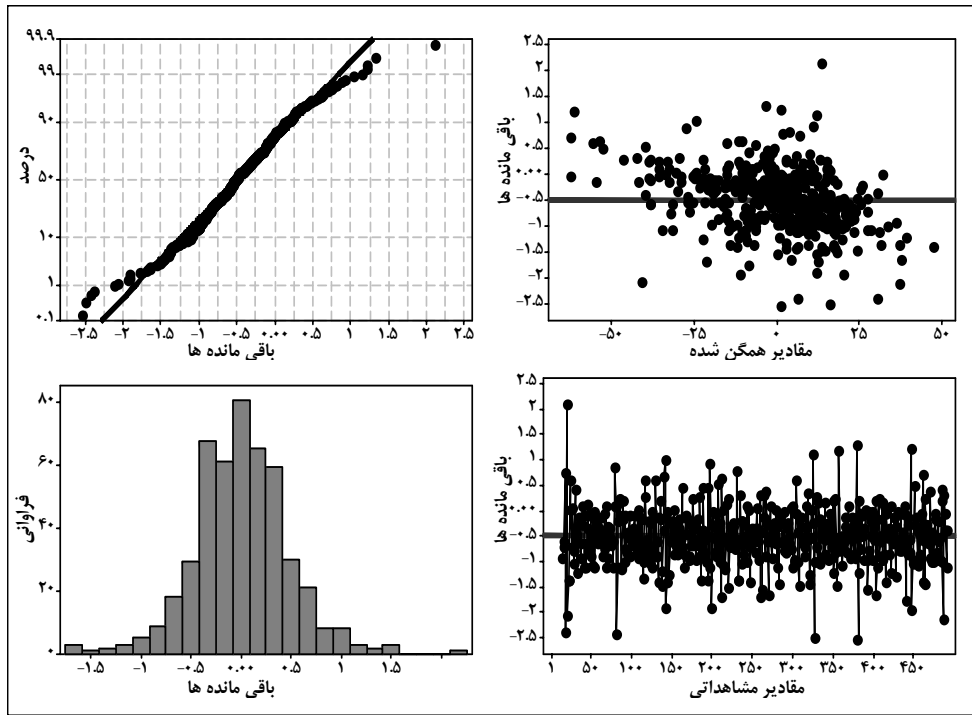 ۹۹.۹
۹۹
۹۰
۵۰
۱۰
۱
۰.۱
درصد
−۲.۵ −۲ −۱.۵ −۱ −۰.۵ ۰.۰۰ ۰.۵ ۱ ۱.۵ ۲ ۲.۵
باقی مانده ها
۲.۵
۲
۱.۵
۱
۰.۵
۰.۰۰
−۰.۵
−۱
−۱.۵
−۲
−۲.۵
باقی مانده ها
−۵۰ −۲۵ ۰ ۲۵ ۵۰
مقادیر همگن شده
۸۰
۶۰
۴۰
۲۰
۰
فراوانی
−۱.۵ −۱ −۰.۵ ۰.۰۰ ۰.۵ ۱ ۱.۵
باقی مانده ها
۲.۵
۲
۱.۵
۱
۰.۵
۰.۰۰
−۰.۵
−۱
−۱.۵
−۲
−۲.۵
باقی مانده ها
۱ ۵۰ ۱۰۰ ۱۵۰ ۲۰۰ ۲۵۰ ۳۰۰ ۳۵۰ ۴۰۰ ۴۵۰
مقادیر مشاهداتی